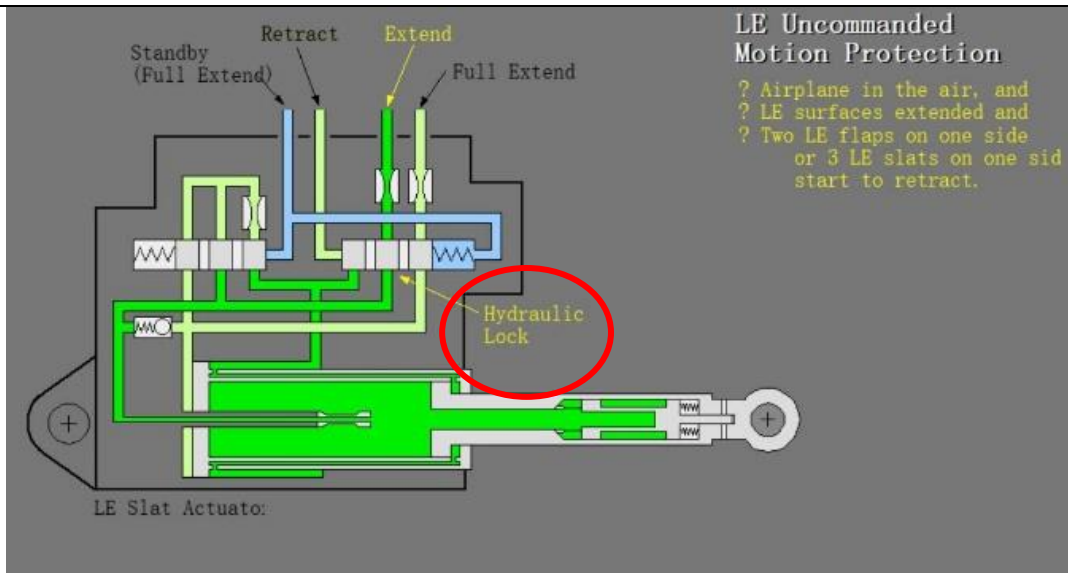 LE Uncommanded
Motion Protection
? Airplane in the air, and
? LE surfaces extended and
? Two LE flaps on one side
or 3 LE slats on one sid
start to retract.
Standby
(Full Extend)
Retract
Extend
Full Extend
Hydraulic
Lock
LE Slat Actuato